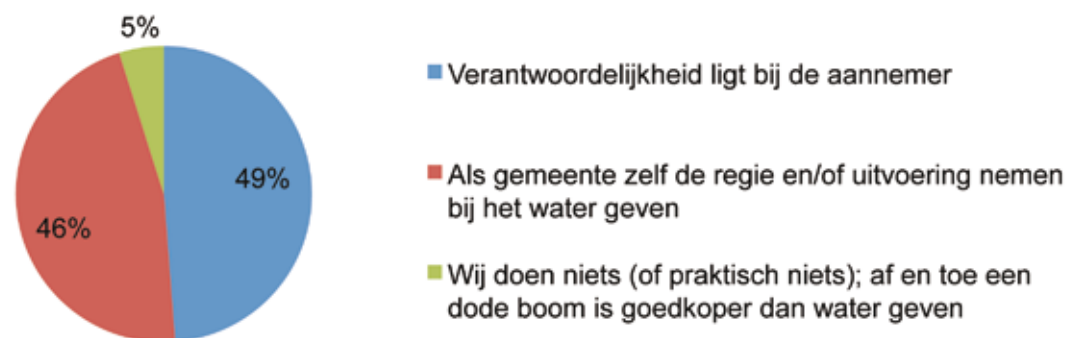 5%
49%
46%
Verantwoordelijkheid ligt bij de aannemer
Als gemeente zelf de regie en/of uitvoering nemen
bij het water geven
Wij doen niets (of praktisch niets); af en toe een
dode boom is goedkoper dan water geven